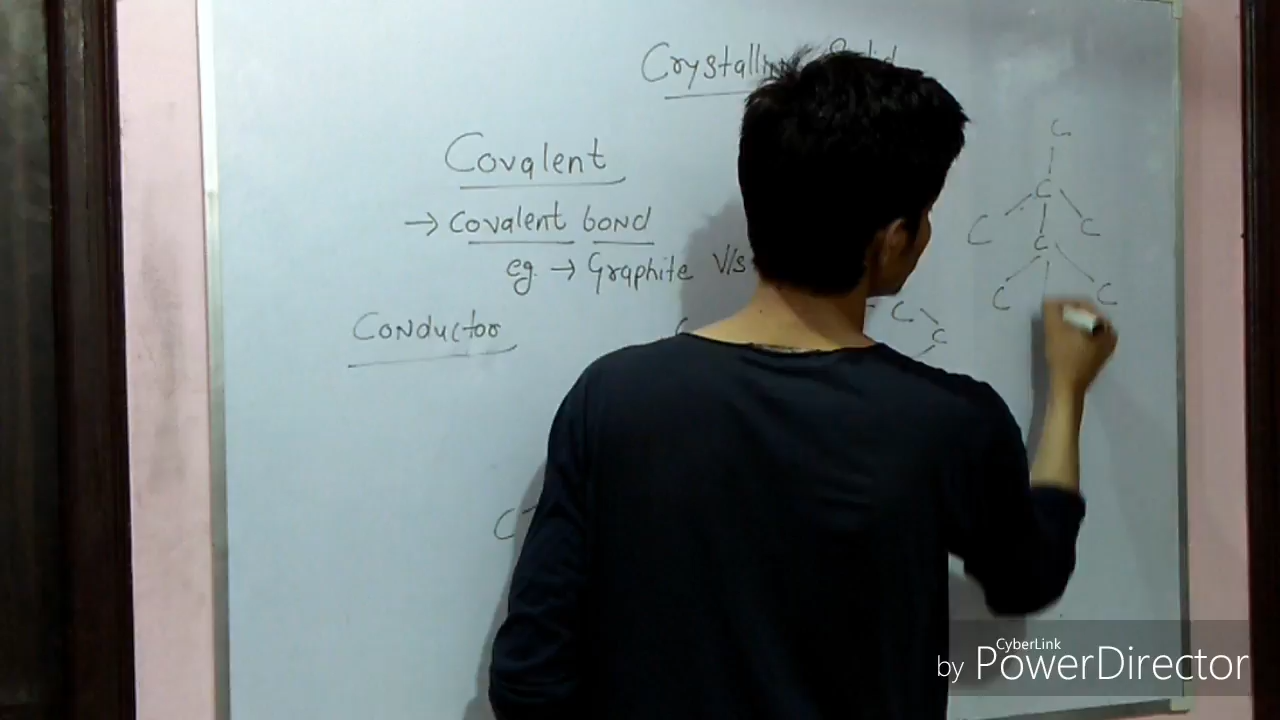 Crystalline Solid
Covalent
→ Covalent bond
eg. → Graphite V/s
Conductor
C
C
C C
C
C C
C
C
C
C
CyberLink
by PowerDirector